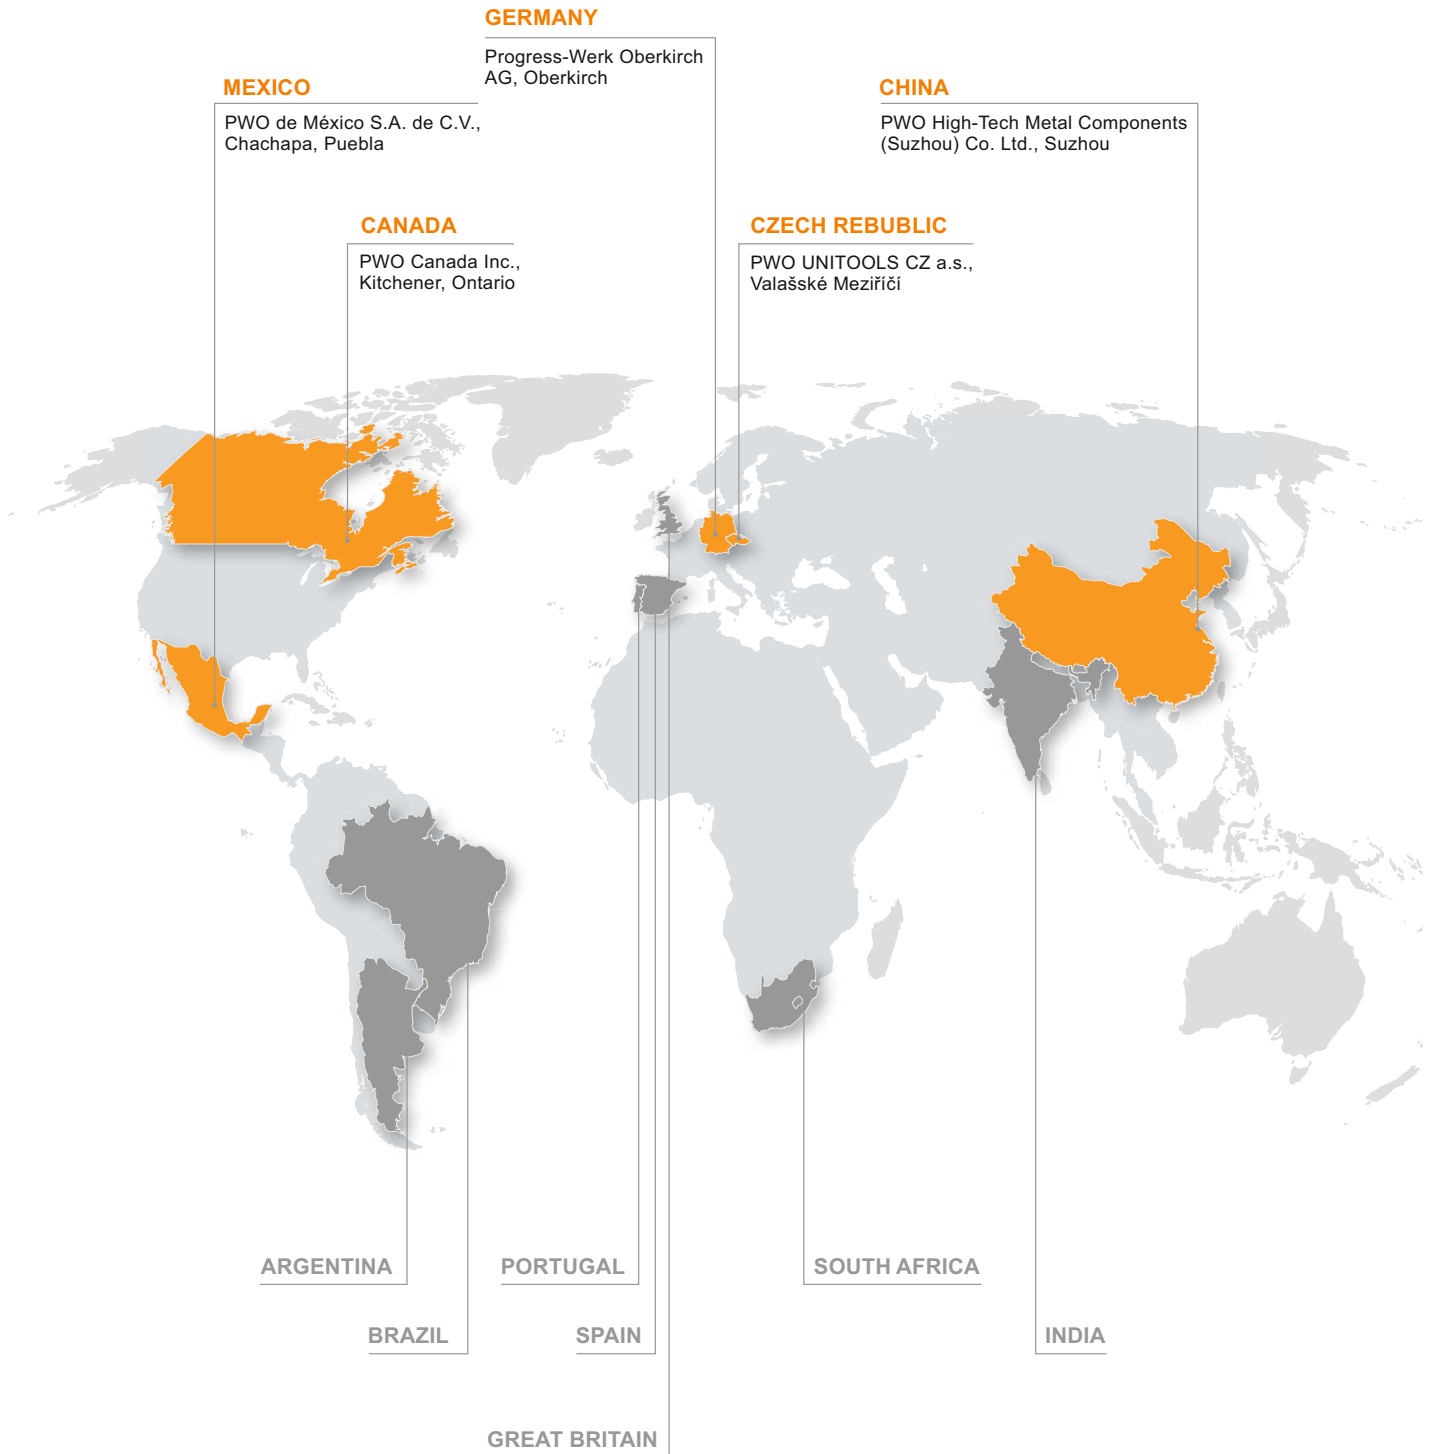 GERMANY
Progress-Werk Oberkirch
AG, Oberkirch
MEXICO
PWO de México S.A. de C.V.,
Chachapa, Puebla
CHINA
PWO High-Tech Metal Components
(Suzhou) Co. Ltd., Suzhou
CANADA
PWO Canada Inc.,
Kitchener, Ontario
CZECH REBUBLIC
PWO UNITOOLS CZ a.s.,
Valašské Meziříčí
ARGENTINA
PORTUGAL
SOUTH AFRICA
BRAZIL
SPAIN
INDIA
GREAT BRITAIN